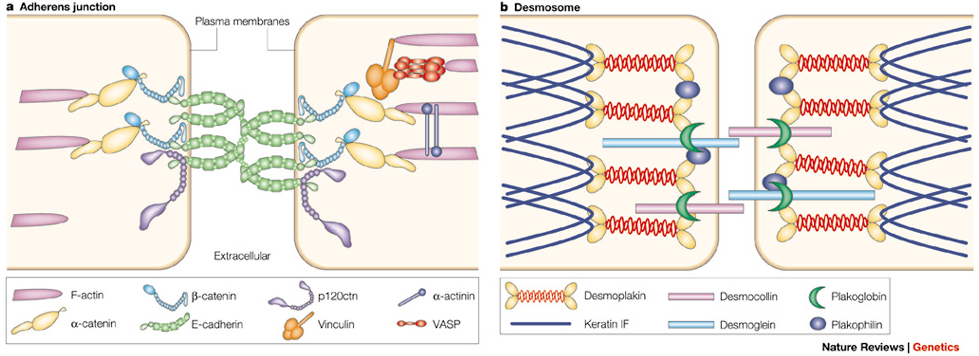 a Adherens junction
Plasma membranes
Extracellular
F-actin
β-catenin
p120ctn
α-actinin
α-catenin
E-cadherin
Vinculin
VASP
b Desmosome
Desmoplakin
Desmocollin
Plakoglobin
Keratin IF
Desmoglein
Plakophilin
Nature Reviews | Genetics